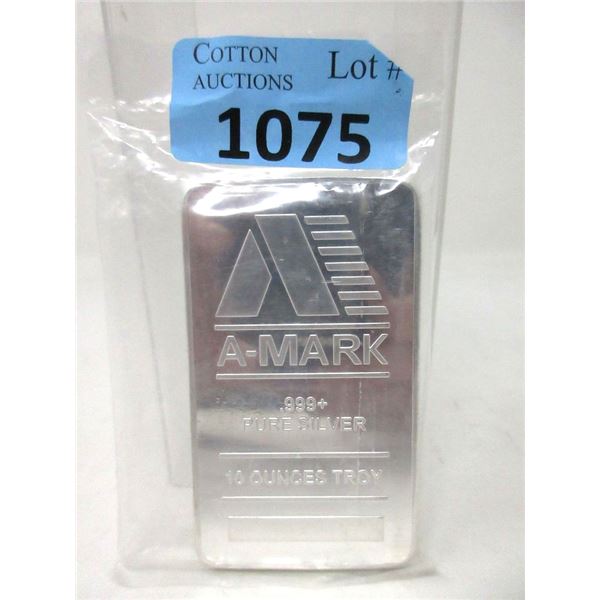 COTTON
AUCTIONS
Lot #
1075
A-MARK
.999+
PURE SILVER
10 OUNCES TROY